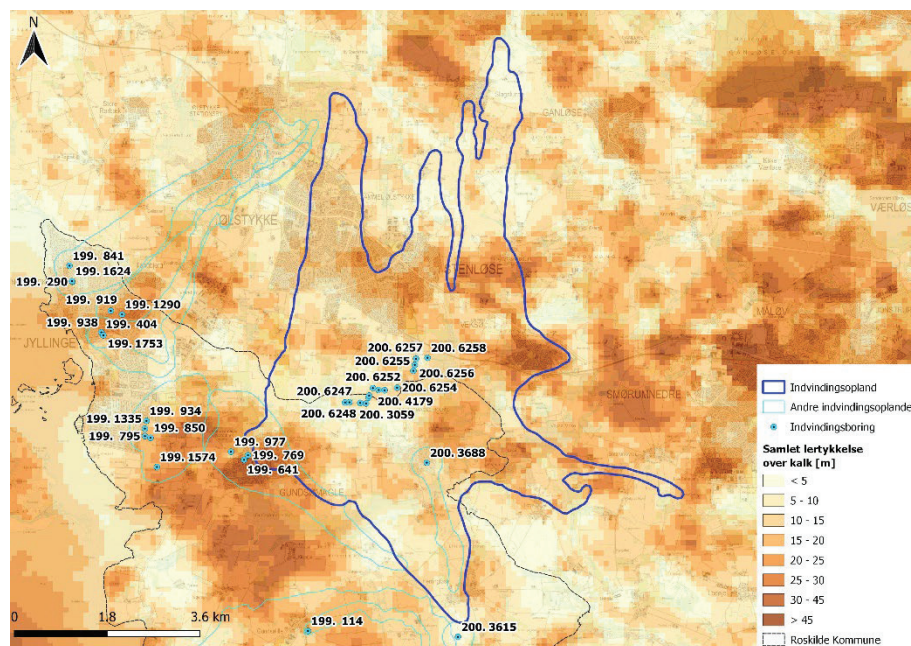 N
GANLØSE
ØLSTYKKE
VÆRLØS
ENLØSE
MÅLØV
SMØRUMNEDRE
JYLLINGE
199. 841
199. 1624
199. 290
199. 919
199. 1290
199. 938
199. 404
199. 1753
200. 6257
200. 6258
200. 6255
200. 6256
200. 6252
200. 6247
200. 6254
200. 4179
200. 6248
200. 3059
199. 934
199. 1335
199. 850
199. 795
199. 977
199. 769
199. 1574
199. 641
200. 3688
199. 114
200. 3615
0 1.8 3.6 km
Indvindingsopland
Andre indvindingsoplande
Indvindingsboring
Samlet lertykkelse
over kalk [m]
< 5
5 - 10
10 - 15
15 - 20
20 - 25
25 - 30
30 - 45
> 45
Roskilde Kommune